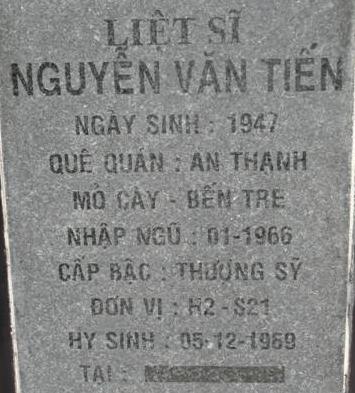 LIỆT SĨ
NGUYỄN VĂN TIẾN
NGÀY SINH : 1947
QUÊ QUÁN : AN THẠNH
MỎ CÀY - BẾN TRE
NHẬP NGŨ : 01-1966
CẤP BẬC : THƯỢNG SỸ
ĐƠN VỊ : H2 - S21
HY SINH : 05-12-1969
TẠI :